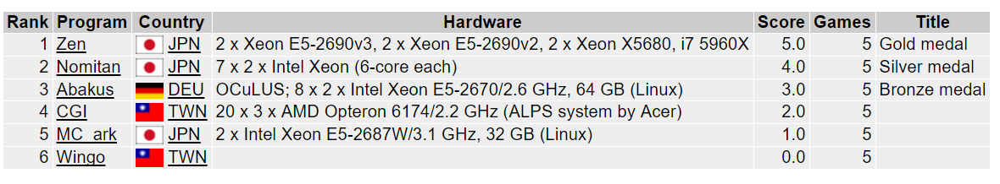 Rank Program Country Hardware Score Games Title
1 Zen JPN 2 x Xeon E5-2690v3, 2 x Xeon E5-2690v2, 2 x Xeon X5680, i7 5960X 5.0 5 Gold medal
2 Nomitan JPN 7 x 2 x Intel Xeon (6-core each) 4.0 5 Silver medal
3 Abakus DEU OCuLUS; 8 x 2 x Intel Xeon E5-2670/2.6 GHz, 64 GB (Linux) 3.0 5 Bronze medal
4 CGI TWN 20 x 3 x AMD Opteron 6174/2.2 GHz (ALPS system by Acer) 2.0 5
5 MC_ark JPN 2 x Intel Xeon E5-2687W/3.1 GHz, 32 GB (Linux) 1.0 5
6 Wingo TWN 0.0 5